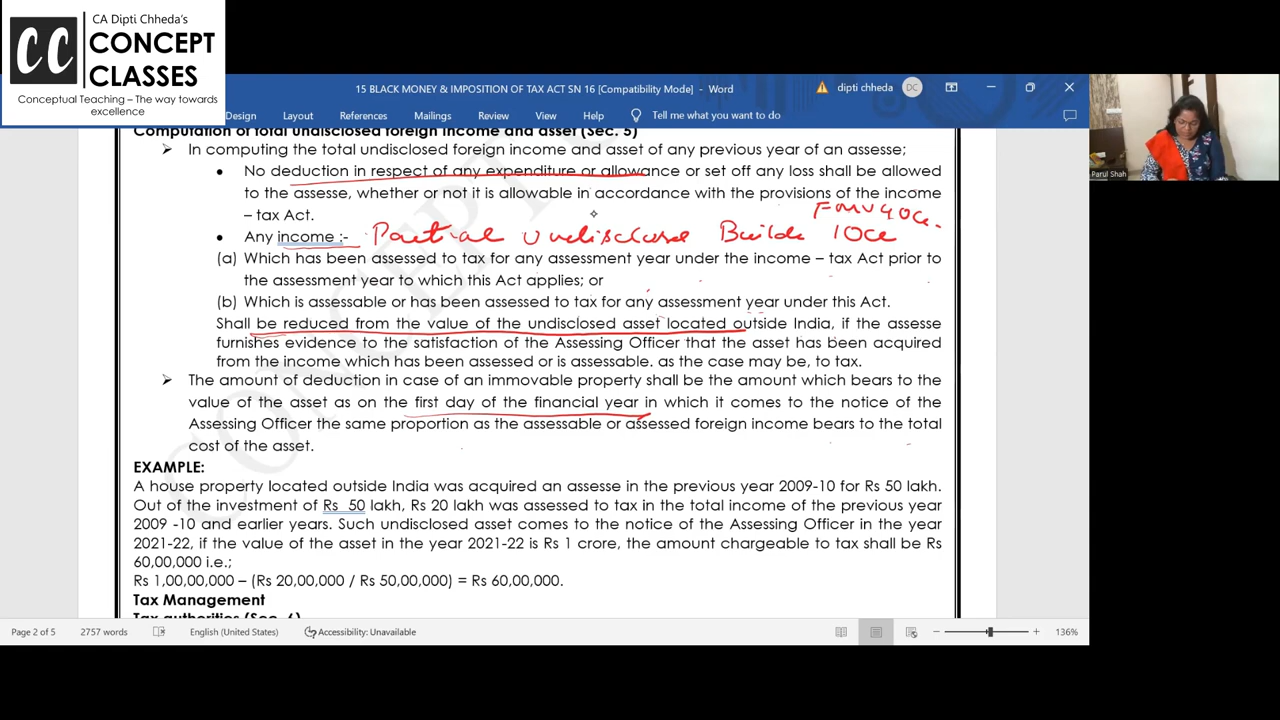 CA Dipti Chheda's
CC
CONCEPT
CLASSES
Conceptual Teaching – The way towards
excellence
15 BLACK MONEY & IMPOSITION OF TAX ACT SN 16 [Compatibility Mode] - Word
dipti chheda
DC
Design Layout References Mailings Review View Help Tell me what you want to do
Parul Shah
Computation of total undisclosed foreign income and asset (Sec. 5)
➢ In computing the total undisclosed foreign income and asset of any previous year of an assesse;
• No deduction in respect of any expenditure or allowance or set off any loss shall be allowed
to the assesse, whether or not it is allowable in accordance with the provisions of the income
– tax Act.
FMV 40Ce.
• Any income :- Partial undisclosed Builde 10Ce
(a) Which has been assessed to tax for any assessment year under the income – tax Act prior to
the assessment year to which this Act applies; or
(b) Which is assessable or has been assessed to tax for any assessment year under this Act.
Shall be reduced from the value of the undisclosed asset located outside India, if the assesse
furnishes evidence to the satisfaction of the Assessing Officer that the asset has been acquired
from the income which has been assessed or is assessable. as the case may be, to tax.
➢ The amount of deduction in case of an immovable property shall be the amount which bears to the
value of the asset as on the first day of the financial year in which it comes to the notice of the
Assessing Officer the same proportion as the assessable or assessed foreign income bears to the total
cost of the asset.
EXAMPLE:
A house property located outside India was acquired an assesse in the previous year 2009-10 for Rs 50 lakh.
Out of the investment of Rs 50 lakh, Rs 20 lakh was assessed to tax in the total income of the previous year
2009 -10 and earlier years. Such undisclosed asset comes to the notice of the Assessing Officer in the year
2021-22, if the value of the asset in the year 2021-22 is Rs 1 crore, the amount chargeable to tax shall be Rs
60,00,000 i.e.;
Rs 1,00,00,000 – (Rs 20,00,000 / Rs 50,00,000) = Rs 60,00,000.
Tax Management
Tax authorities (Sec. 6)
Page 2 of 5 2757 words English (United States) Accessibility: Unavailable 136%